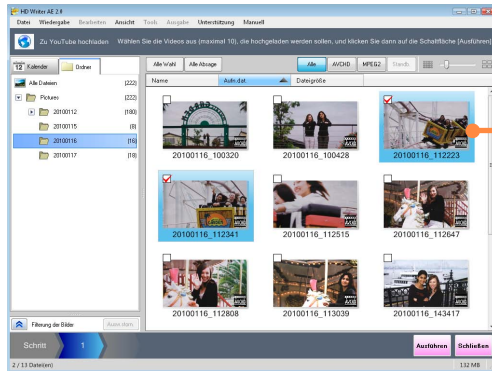 HD Writer AE 2.0
Datei Wiedergabe Bearbeiten Ansicht Tools Ausgabe Unterstützung Manuell
Zu YouTube hochladen Wählen Sie die Videos aus (maximal 10), die hochgeladen werden sollen, und klicken Sie dann auf die Schaltfläche [Ausführen]
12 Kalender Ordner
Alle Wahl Alle Abwage Alle AVCHD MPEG2 Standb.
Name Aufn.dat. Dateigröße
Alle Dateien (222)
Pictures (222)
20100112 (180)
20100115 (8)
20100116 (16)
20100117 (18)
20100116_100320 20100116_100428 20100116_112223
20100116_112341 20100116_112515 20100116_112647
20100116_112808 20100116_113039 20100116_143417
Filterung der Bilder
Schritt 1 Ausführen Schließen
2 / 13 Datei(en) 132 MB